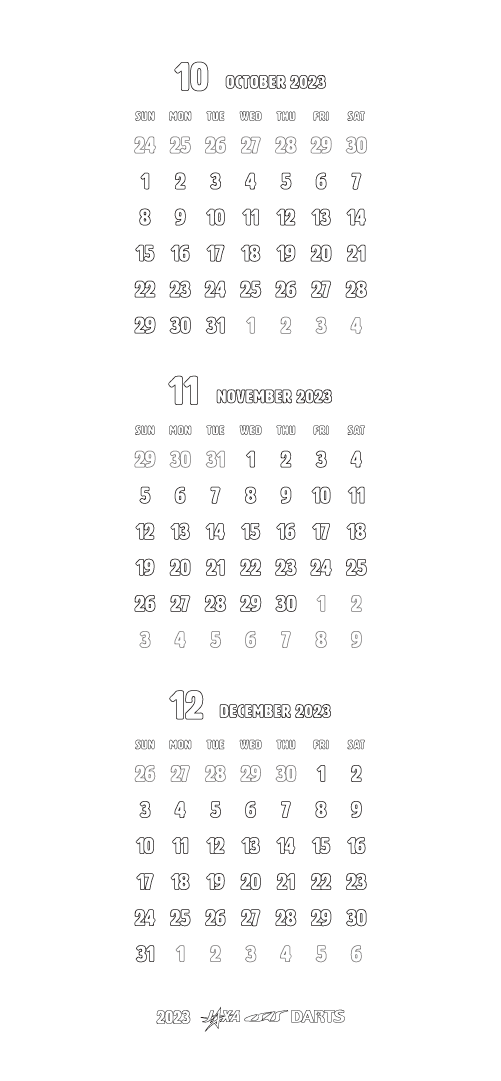 10 OCTOBER 2023
SUN MON TUE WED THU FRI SAT
24 25 26 27 28 29 30
1 2 3 4 5 6 7
8 9 10 11 12 13 14
15 16 17 18 19 20 21
22 23 24 25 26 27 28
29 30 31 1 2 3 4
11 NOVEMBER 2023
SUN MON TUE WED THU FRI SAT
29 30 31 1 2 3 4
5 6 7 8 9 10 11
12 13 14 15 16 17 18
19 20 21 22 23 24 25
26 27 28 29 30 1 2
3 4 5 6 7 8 9
12 DECEMBER 2023
SUN MON TUE WED THU FRI SAT
26 27 28 29 30 1 2
3 4 5 6 7 8 9
10 11 12 13 14 15 16
17 18 19 20 21 22 23
24 25 26 27 28 29 30
31 1 2 3 4 5 6
2023 JAXA DARTS